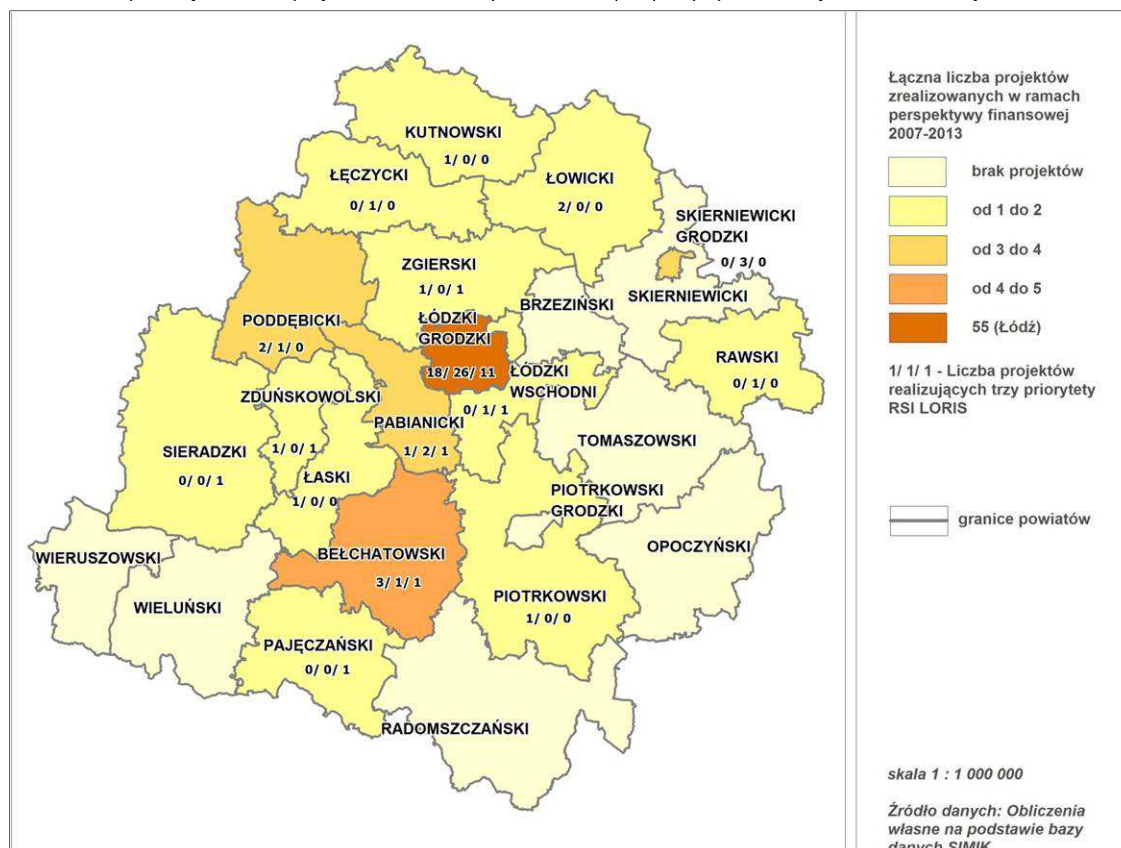 KUTNOWSKI
1/ 0/ 0
ŁĘCZYCKI
0/ 1/ 0
ŁOWICKI
2/ 0/ 0
SKIERNIEWICKI
GRODZKI
0/ 3/ 0
ZGIERSKI
1/ 0/ 1
BRZEZIŃSKI
SKIERNIEWICKI
PODDĘBICKI
2/ 1/ 0
ŁÓDZKI
GRODZKI
18/ 26/ 11
RAWSKI
0/ 1/ 0
ŁÓDZKI
WSCHODNI
0/ 1/ 1
ZDUŃSKOWOLSKI
1/ 0/ 1
PABIANICKI
1/ 2/ 1
TOMASZOWSKI
SIERADZKI
0/ 0/ 1
ŁASKI
1/ 0/ 0
PIOTRKOWSKI
GRODZKI
OPOCZYŃSKI
WIERUSZOWSKI
BEŁCHATOWSKI
3/ 1/ 1
WIELUŃSKI
PIOTRKOWSKI
1/ 0/ 0
PAJĘCZAŃSKI
0/ 0/ 1
RADOMSZCZAŃSKI
Łączna liczba projektów
zrealizowanych w ramach
perspektywy finansowej
2007-2013
brak projektów
od 1 do 2
od 3 do 4
od 4 do 5
55 (Łódź)
1/ 1/ 1 - Liczba projektów
realizujących trzy priorytety
RSI LORIS
granice powiatów
skala 1 : 1 000 000
Źródło danych: Obliczenia
własne na podstawie bazy
danych SIMIK